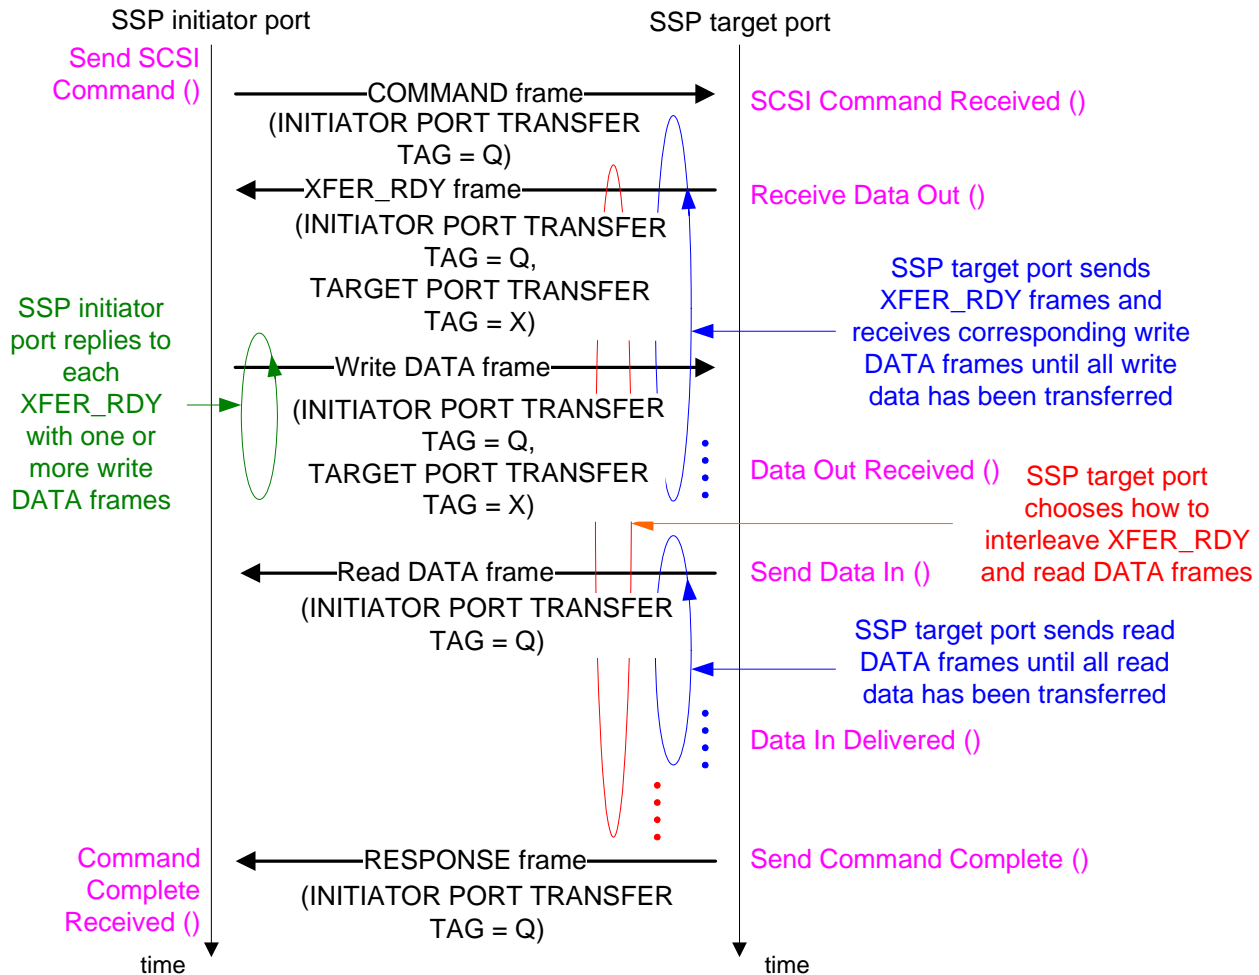 SSP initiator port
SSP target port
Send SCSI
Command ()
COMMAND frame
(INITIATOR PORT TRANSFER
TAG = Q)
SCSI Command Received ()
XFER_RDY frame
(INITIATOR PORT TRANSFER
TAG = Q,
TARGET PORT TRANSFER
TAG = X)
Receive Data Out ()
SSP target port sends
XFER_RDY frames and
receives corresponding write
DATA frames until all write
data has been transferred
SSP initiator
port replies to
each
XFER_RDY
with one or
more write
DATA frames
Write DATA frame
(INITIATOR PORT TRANSFER
TAG = Q,
TARGET PORT TRANSFER
TAG = X)
Data Out Received ()
SSP target port
chooses how to
interleave XFER_RDY
and read DATA frames
Read DATA frame
(INITIATOR PORT TRANSFER
TAG = Q)
Send Data In ()
SSP target port sends read
DATA frames until all read
data has been transferred
Data In Delivered ()
Command
Complete
Received ()
RESPONSE frame
(INITIATOR PORT TRANSFER
TAG = Q)
Send Command Complete ()
time
time